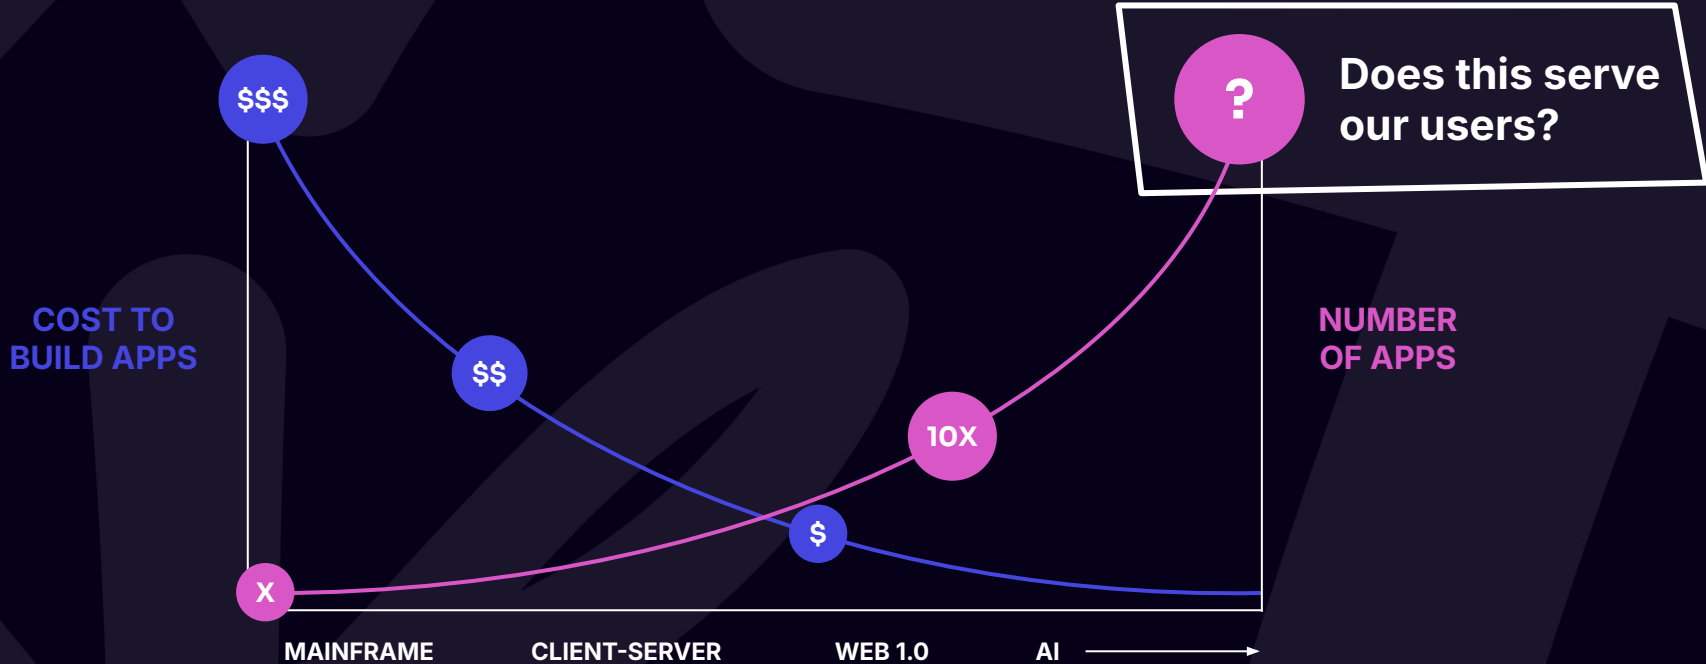 $$$
?
Does this serve
our users?
COST TO
BUILD APPS
NUMBER
OF APPS
$$
10X
$
X
MAINFRAME
CLIENT-SERVER
WEB 1.0
AI